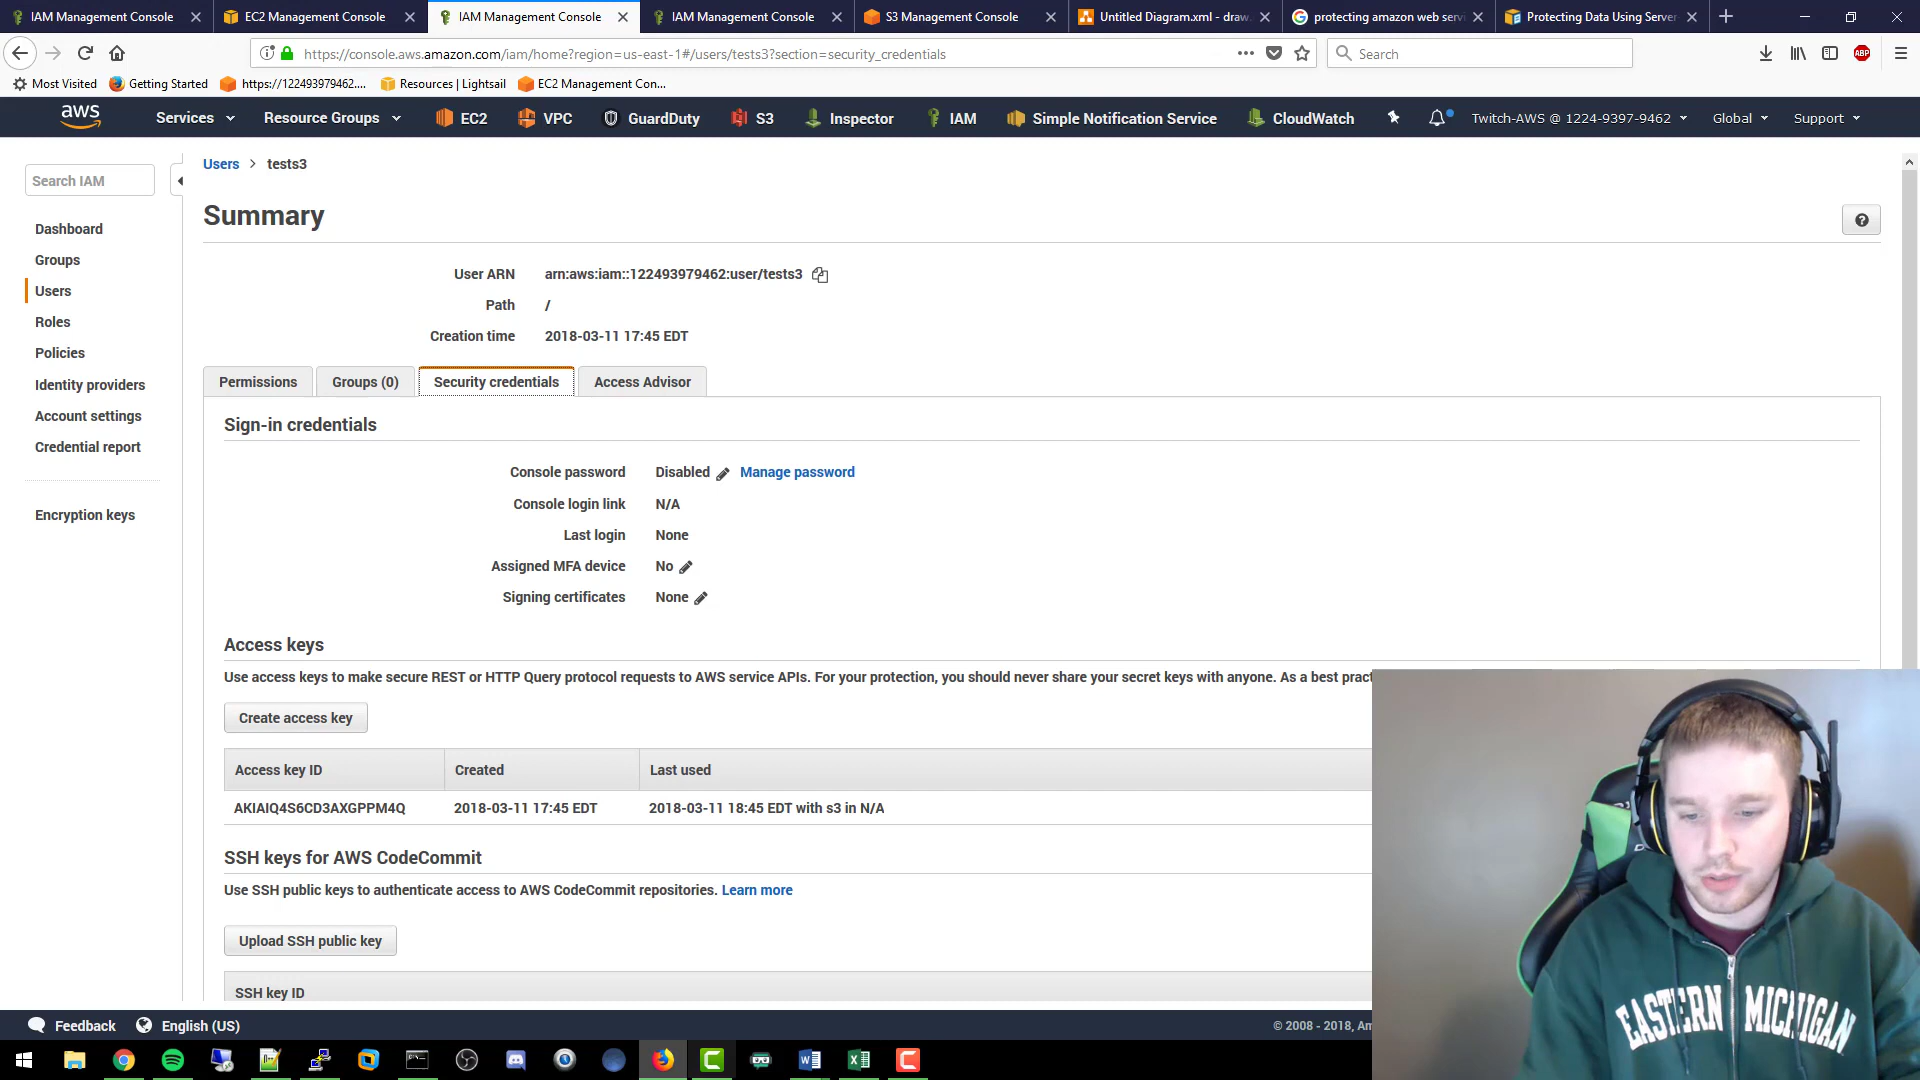 IAM Management Console
EC2 Management Console
IAM Management Console
IAM Management Console
S3 Management Console
Untitled Diagram.xml - draw
protecting amazon web servi
Protecting Data Using Server
https://console.aws.amazon.com/iam/home?region=us-east-1#/users/tests3?section=security_credentials
Search
ABP
Most Visited
Getting Started
https://122493979462....
Resources | Lightsail
EC2 Management Con...
aws
Services
Resource Groups
EC2
VPC
GuardDuty
S3
Inspector
IAM
Simple Notification Service
CloudWatch
Twitch-AWS @ 1224-9397-9462
Global
Support
Search IAM
Dashboard
Groups
Users
Roles
Policies
Identity providers
Account settings
Credential report
Encryption keys
Users > tests3
Summary
User ARN arn:aws:iam::122493979462:user/tests3
Path /
Creation time 2018-03-11 17:45 EDT
Permissions
Groups (0)
Security credentials
Access Advisor
Sign-in credentials
Console password Disabled Manage password
Console login link N/A
Last login None
Assigned MFA device No
Signing certificates None
Access keys
Use access keys to make secure REST or HTTP Query protocol requests to AWS service APIs. For your protection, you should never share your secret keys with anyone. As a best pract
Create access key
Access key ID Created Last used
AKIAIQ4S6CD3AXGPPM4Q 2018-03-11 17:45 EDT 2018-03-11 18:45 EDT with s3 in N/A
SSH keys for AWS CodeCommit
Use SSH public keys to authenticate access to AWS CodeCommit repositories. Learn more
Upload SSH public key
SSH key ID
Feedback
English (US)
© 2008 - 2018, Am
EASTERN MICHIGAN